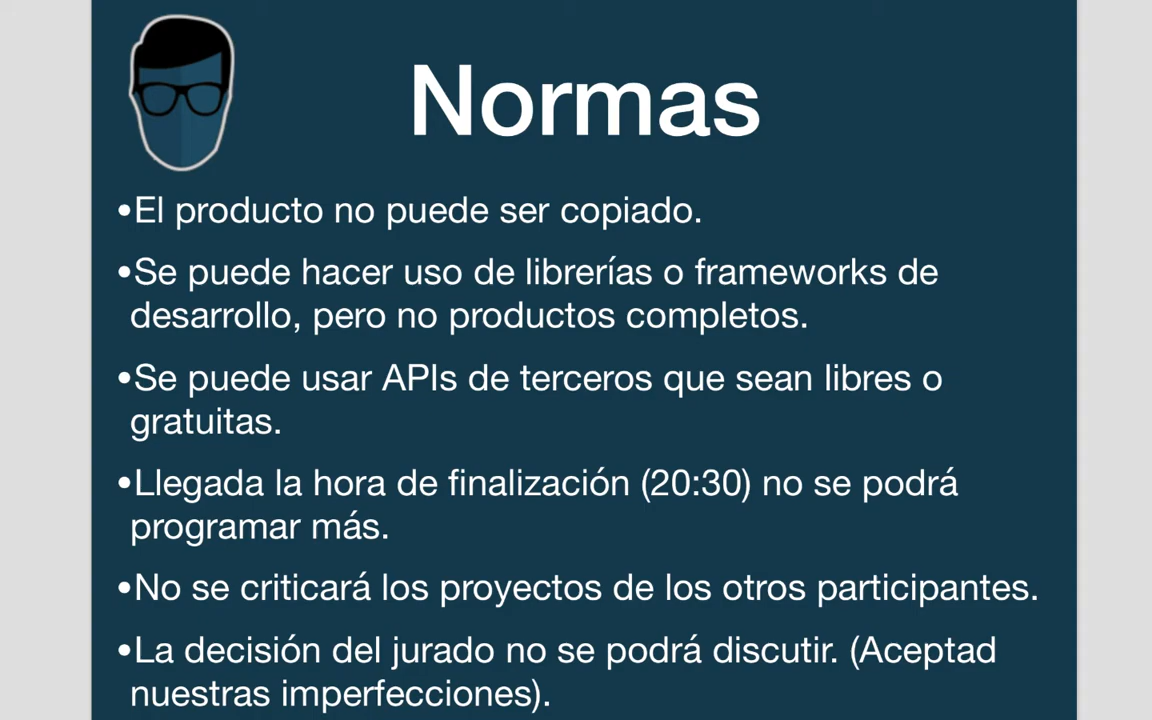 Normas
•El producto no puede ser copiado.
•Se puede hacer uso de librerías o frameworks de
desarrollo, pero no productos completos.
•Se puede usar APIs de terceros que sean libres o
gratuitas.
•Llegada la hora de finalización (20:30) no se podrá
programar más.
•No se criticará los proyectos de los otros participantes.
•La decisión del jurado no se podrá discutir. (Aceptad
nuestras imperfecciones).